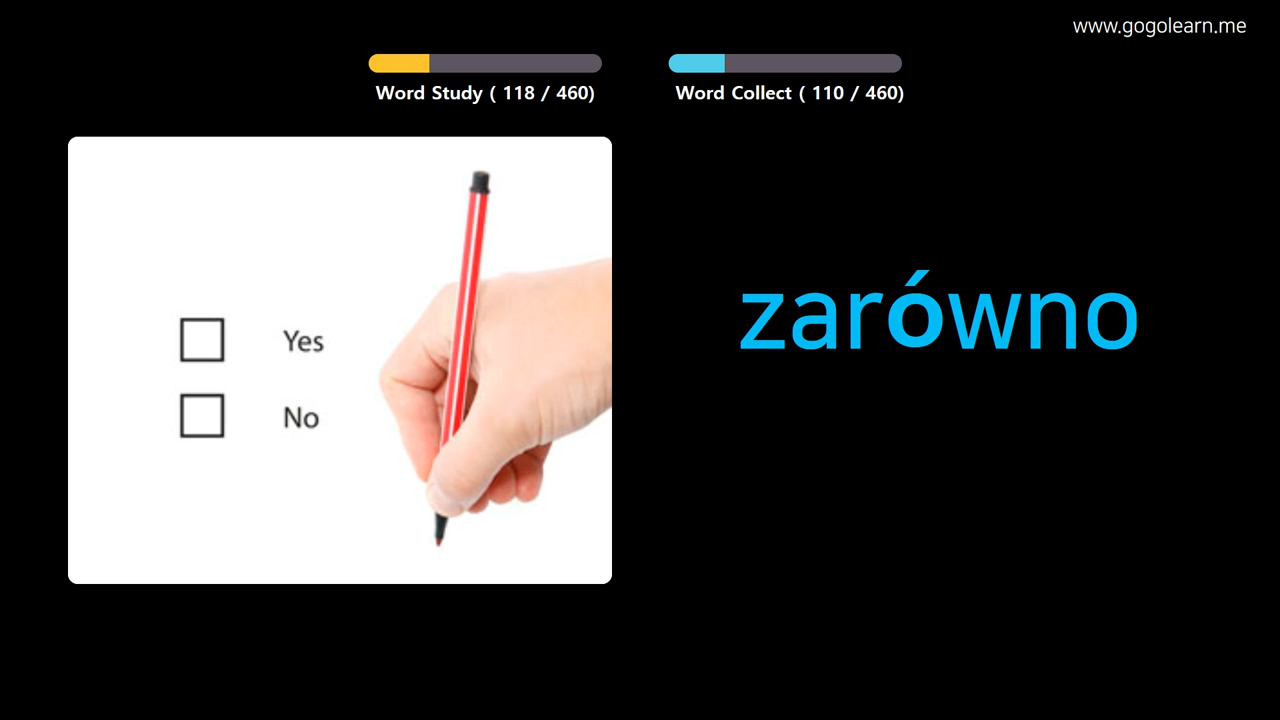 www.gogolearn.me
Word Study ( 118 / 460)
Word Collect ( 110 / 460)
Yes
No
zarówno